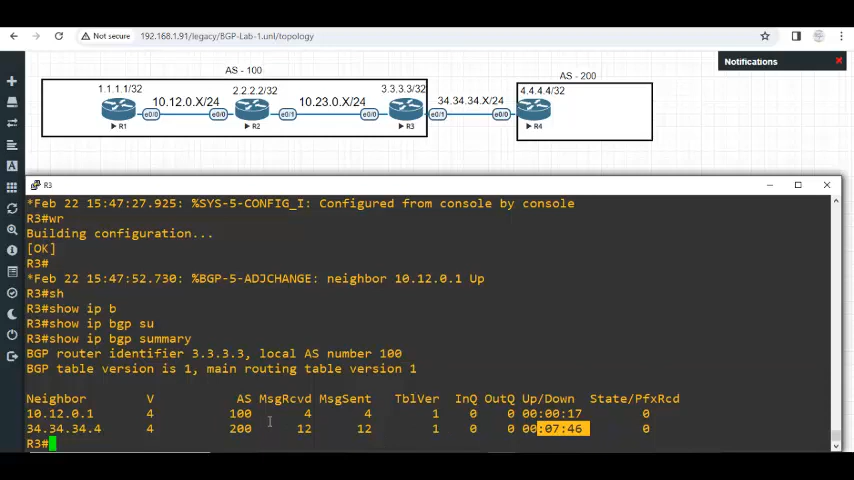 Not secure 192.168.1.91/legacy/BGP-Lab-1.unl/topology
Notifications
AS - 100
AS - 200
1.1.1.1/32
2.2.2.2/32
3.3.3.3/32
4.4.4.4/32
10.12.0.X/24
10.23.0.X/24
34.34.34.X/24
e0/0
e0/0
e0/1
e0/0
e0/1
e0/0
R1
R2
R3
R4
R3
*Feb 22 15:47:27.925: %SYS-5-CONFIG_I: Configured from console by console
R3#wr
Building configuration...
[OK]
R3#
*Feb 22 15:47:52.730: %BGP-5-ADJCHANGE: neighbor 10.12.0.1 Up
R3#sh
R3#show ip b
R3#show ip bgp su
R3#show ip bgp summary
BGP router identifier 3.3.3.3, local AS number 100
BGP table version is 1, main routing table version 1
Neighbor V AS MsgRcvd MsgSent TblVer InQ OutQ Up/Down State/PfxRcd
10.12.0.1 4 100 4 4 1 0 0 00:00:17 0
34.34.34.4 4 200 12 12 1 0 0 00:07:46 0
R3#